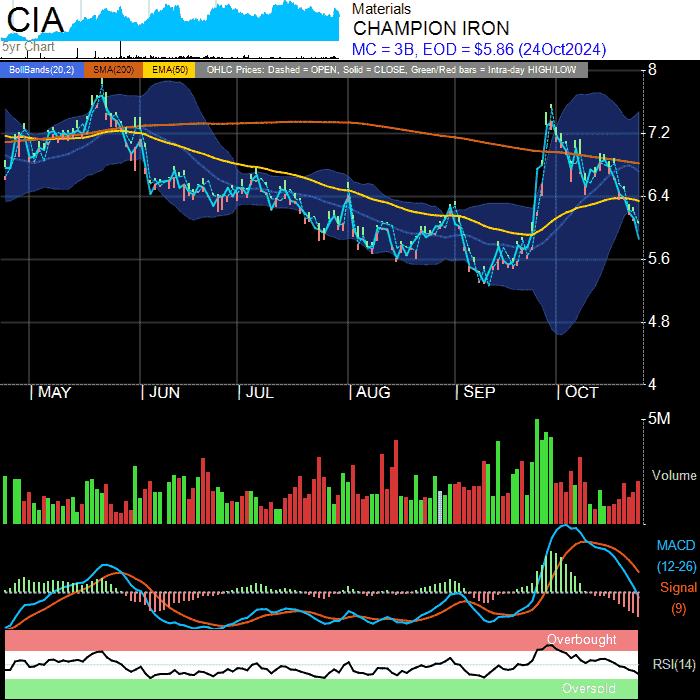 CIA
5yr Chart
Materials
CHAMPION IRON
MC = 3B, EOD = $5.86 (24Oct2024)
BollBands(20,2) SMA(200) EMA(50) OHLC Prices: Dashed = OPEN, Solid = CLOSE, Green/Red bars = Intra-day HIGH/LOW
8
7.2
6.4
5.6
4.8
4
| MAY | JUN | JUL | AUG | SEP | OCT
5M
Volume
MACD
(12-26)
Signal
(9)
Overbought
RSI(14)
Oversold